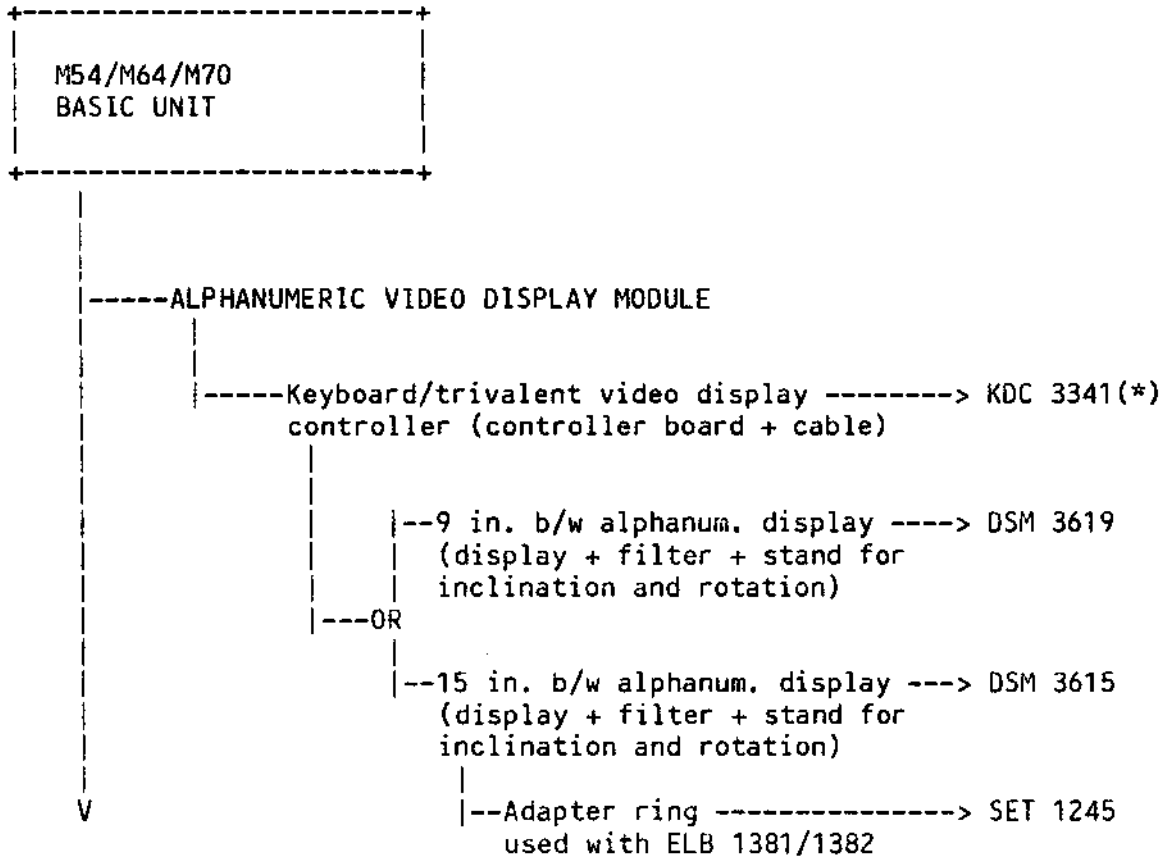 M54/M64/M70
BASIC UNIT
-----ALPHANUMERIC VIDEO DISPLAY MODULE
-----Keyboard/trivalent video display --------> KDC 3341(*)
controller (controller board + cable)
--9 in. b/w alphanum. display ----> DSM 3619
(display + filter + stand for
inclination and rotation)
---OR
--15 in. b/w alphanum. display ---> DSM 3615
(display + filter + stand for
inclination and rotation)
V
--Adapter ring ---------------> SET 1245
used with ELB 1381/1382